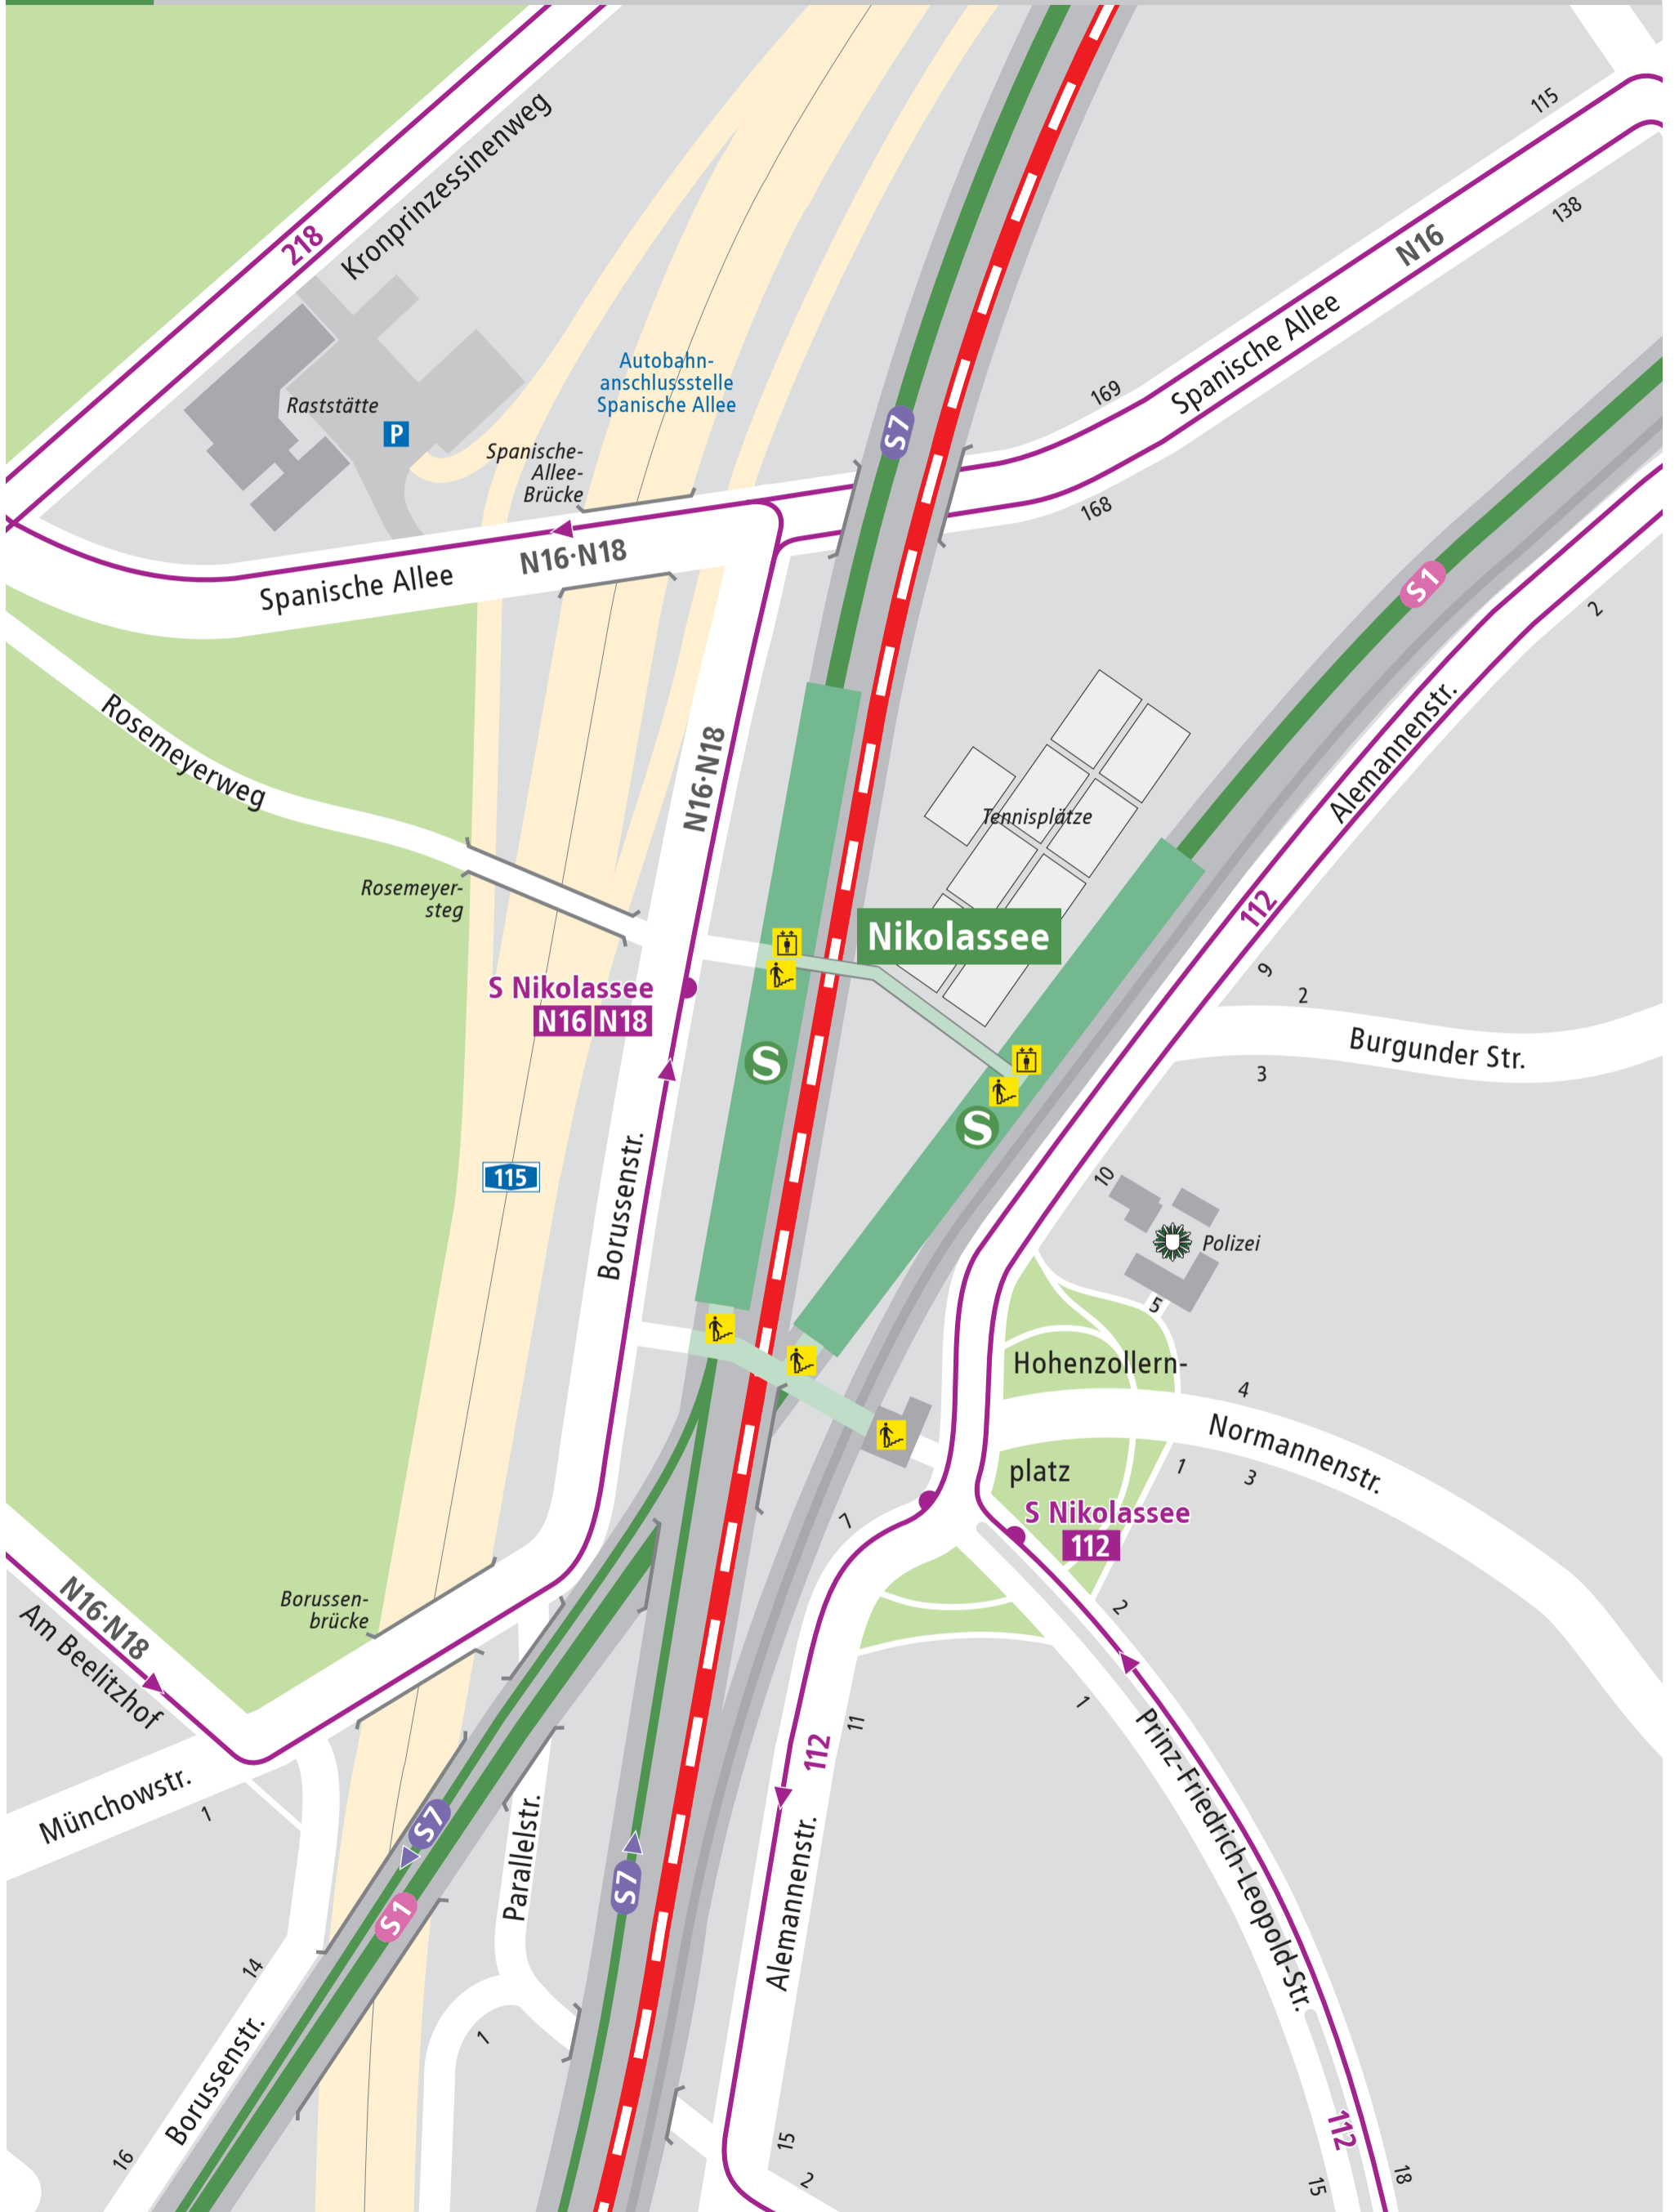 115
138
N16
Spanische Allee
218
Kronprinzessinenweg
Raststätte
P
Autobahn-
anschlussstelle
Spanische Allee
Spanische-
Allee-
Brücke
169
168
S7
N16·N18
Spanische Allee
S1
2
Rosemeyerweg
N16·N18
Tennisplätze
Alemannenstr.
Rosemeyer-
steg
112
Nikolassee
9
2
S Nikolassee
N16 N18
Burgunder Str.
3
S
S
115
Borussenstr.
10
Polizei
5
Hohenzollern-
4
Normannenstr.
platz
1
3
S Nikolassee
112
7
2
Borussen-
brücke
N16·N18
Am Beelitzhof
1
11
112
Prinz-Friedrich-Leopold-Str.
Münchowstr.
1
S7
S1
Parallelstr.
S7
Alemannenstr.
14
Borussenstr.
1
16
15
2
112
15
18